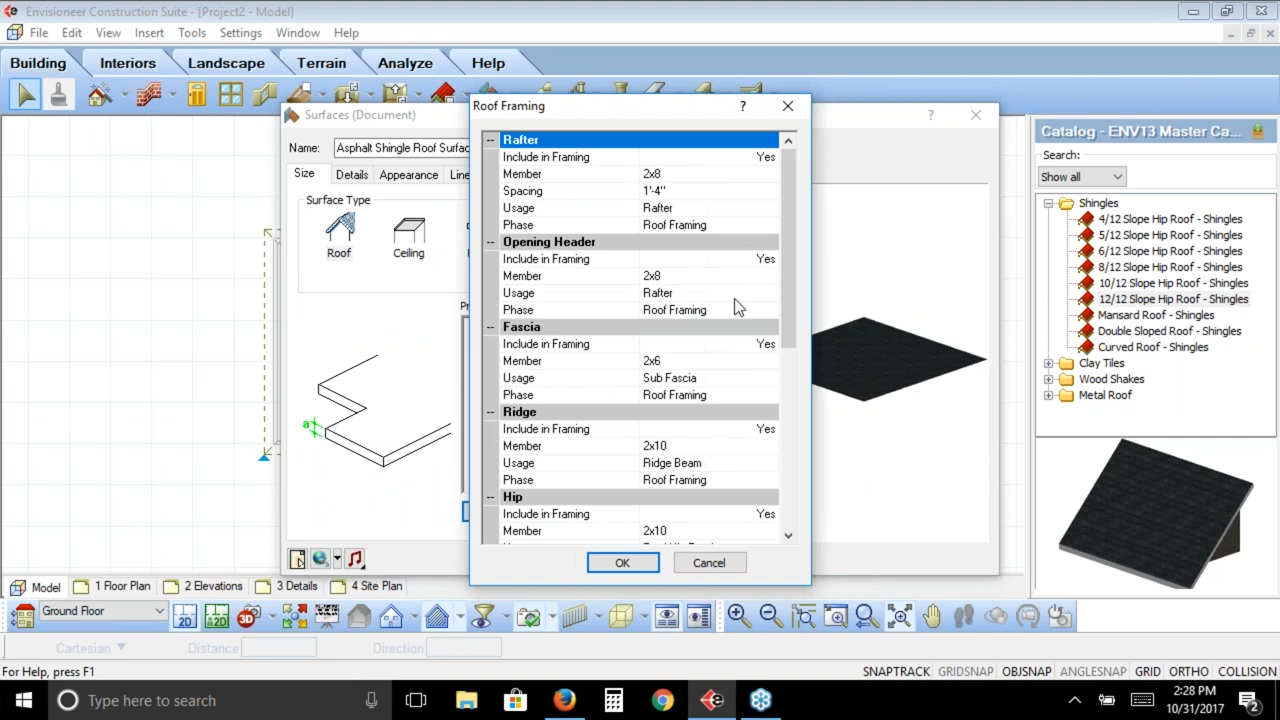 Envisioneer Construction Suite - [Project2 - Model]
File Edit View Insert Tools Settings Window Help
Building Interiors Landscape Terrain Analyze Help
Surfaces (Document)
Name: Asphalt Shingle Roof Surfac
Size Details Appearance Line
Surface Type
Roof
Ceiling
a
Roof Framing
Rafter
Include in Framing Yes
Member 2x8
Spacing 1'-4"
Usage Rafter
Phase Roof Framing
Opening Header
Include in Framing Yes
Member 2x8
Usage Rafter
Phase Roof Framing
Fascia
Include in Framing Yes
Member 2x6
Usage Sub Fascia
Phase Roof Framing
Ridge
Include in Framing Yes
Member 2x10
Usage Ridge Beam
Phase Roof Framing
Hip
Include in Framing Yes
Member 2x10
OK Cancel
Catalog - ENV13 Master Ca...
Search:
Show all
Shingles
4/12 Slope Hip Roof - Shingles
5/12 Slope Hip Roof - Shingles
6/12 Slope Hip Roof - Shingles
8/12 Slope Hip Roof - Shingles
10/12 Slope Hip Roof - Shingles
12/12 Slope Hip Roof - Shingles
Mansard Roof - Shingles
Double Sloped Roof - Shingles
Curved Roof - Shingles
Clay Tiles
Wood Shakes
Metal Roof
Model 1 Floor Plan 2 Elevations 3 Details 4 Site Plan
Ground Floor 2D 2D 3D
Cartesian Distance Direction
For Help, press F1
SNAPTRACK GRIDSNAP OBJSNAP ANGLESNAP GRID ORTHO COLLISION
Type here to search
2:28 PM
10/31/2017
2